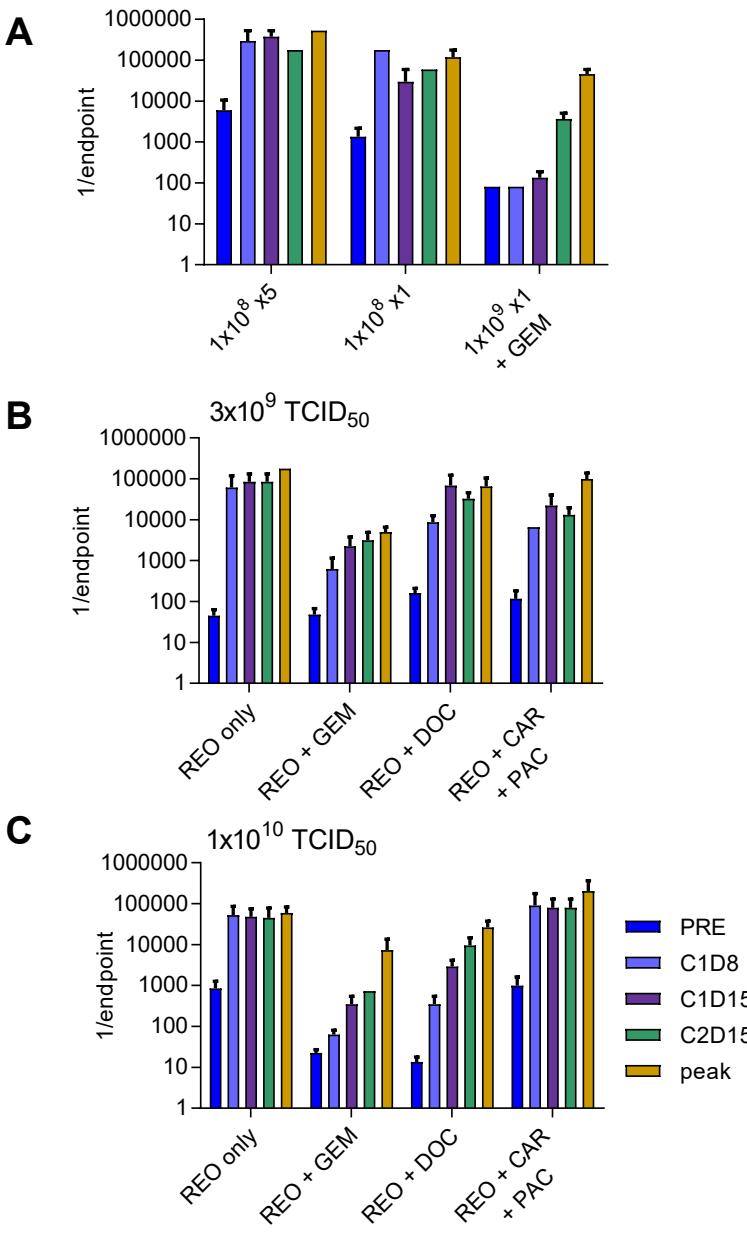 A
1/endpoint
1000000
100000
10000
1000
100
10
1
1x10⁸ x5
1x10⁸ x1
1x10⁹ x1
+ GEM
B
3x10⁹ TCID₅₀
1/endpoint
1000000
100000
10000
1000
100
10
1
REO only
REO + GEM
REO + DOC
REO + CAR
+ PAC
C
1x10¹⁰ TCID₅₀
1/endpoint
1000000
100000
10000
1000
100
10
1
REO only
REO + GEM
REO + DOC
REO + CAR
+ PAC
PRE
C1D8
C1D15
C2D15
peak